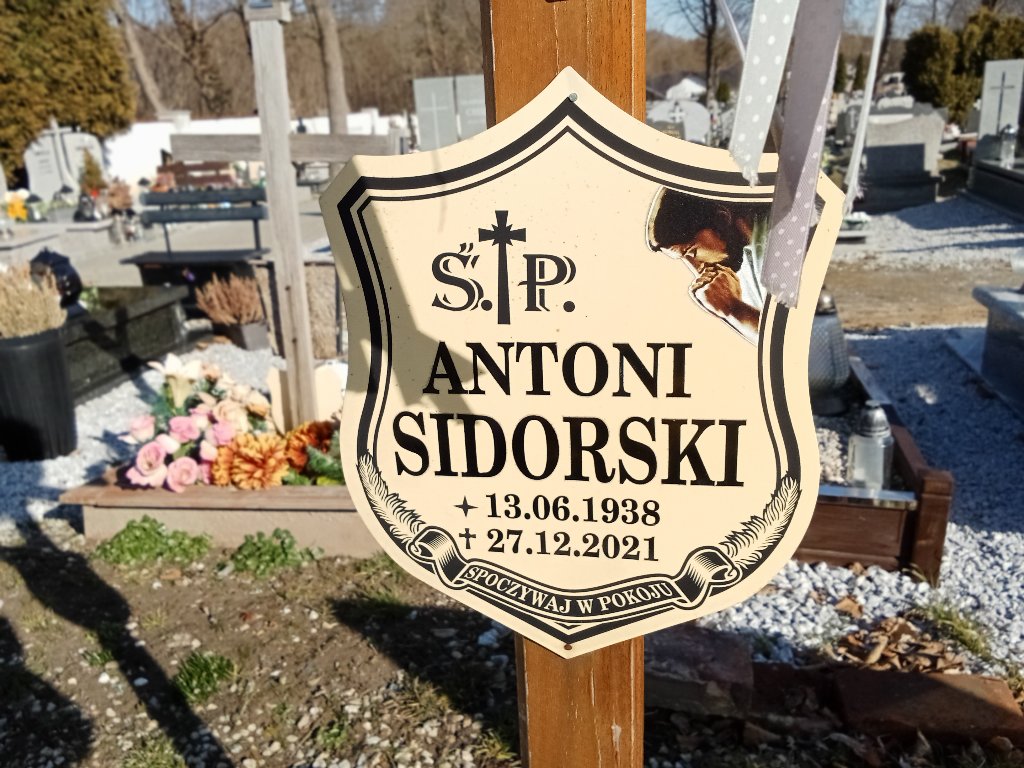 Ś.P.
ANTONI
SIDORSKI
13.06.1938
27.12.2021
SPOCZYWAJ W POKOJU